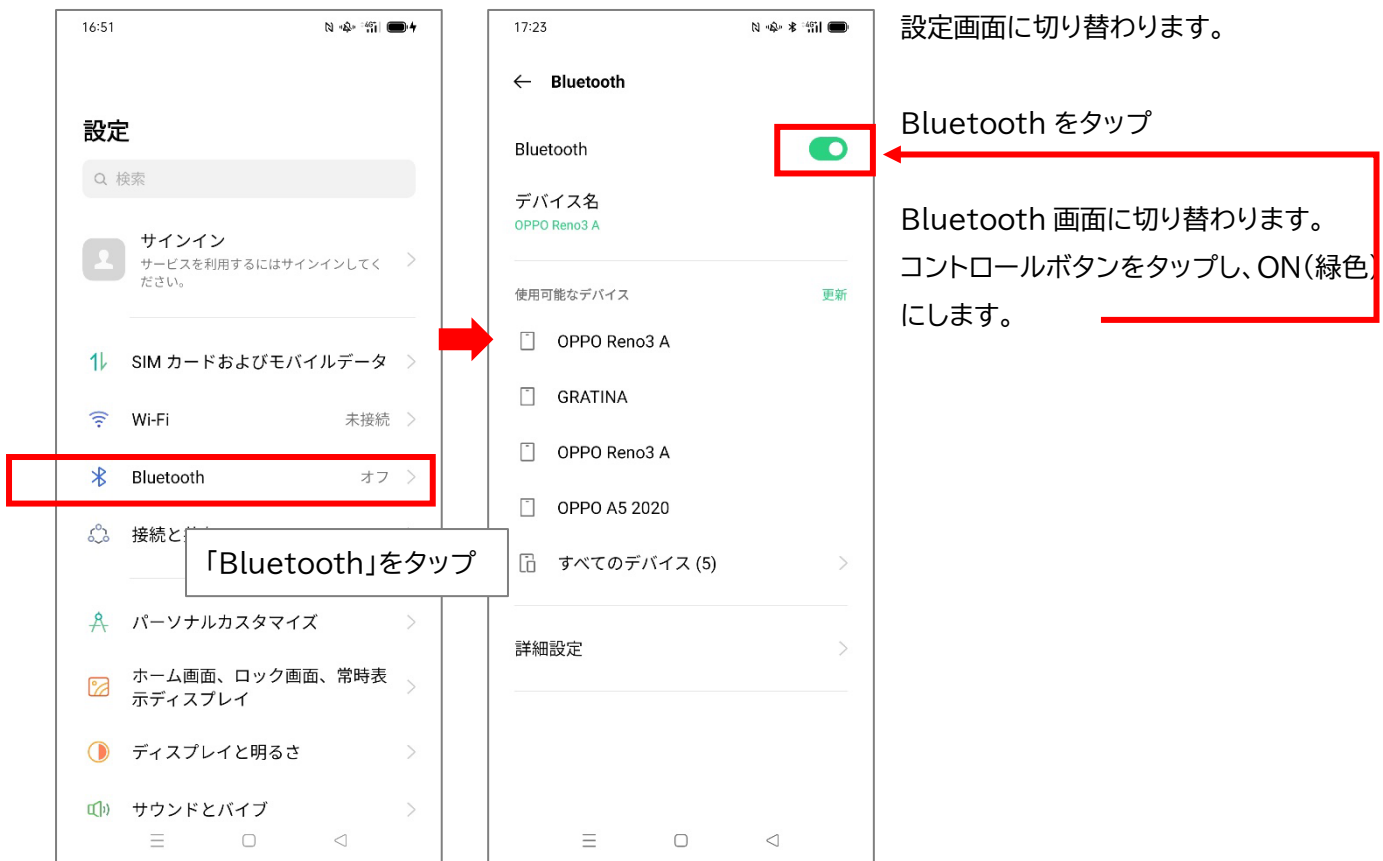 16:51
設定
検索
サインイン
サービスを利用するにはサインインしてく
ださい。
SIM カードおよびモバイルデータ
Wi-Fi 未接続
Bluetooth オフ
接続と
「Bluetooth」をタップ
パーソナルカスタマイズ
ホーム画面、ロック画面、常時表
示ディスプレイ
ディスプレイと明るさ
サウンドとバイブ
17:23
Bluetooth
Bluetooth
デバイス名
OPPO Reno3 A
使用可能なデバイス 更新
OPPO Reno3 A
GRATINA
OPPO Reno3 A
OPPO A5 2020
すべてのデバイス (5)
詳細設定
設定画面に切り替わります。
Bluetooth をタップ
Bluetooth 画面に切り替わります。
コントロールボタンをタップし、ON(緑色)
にします。